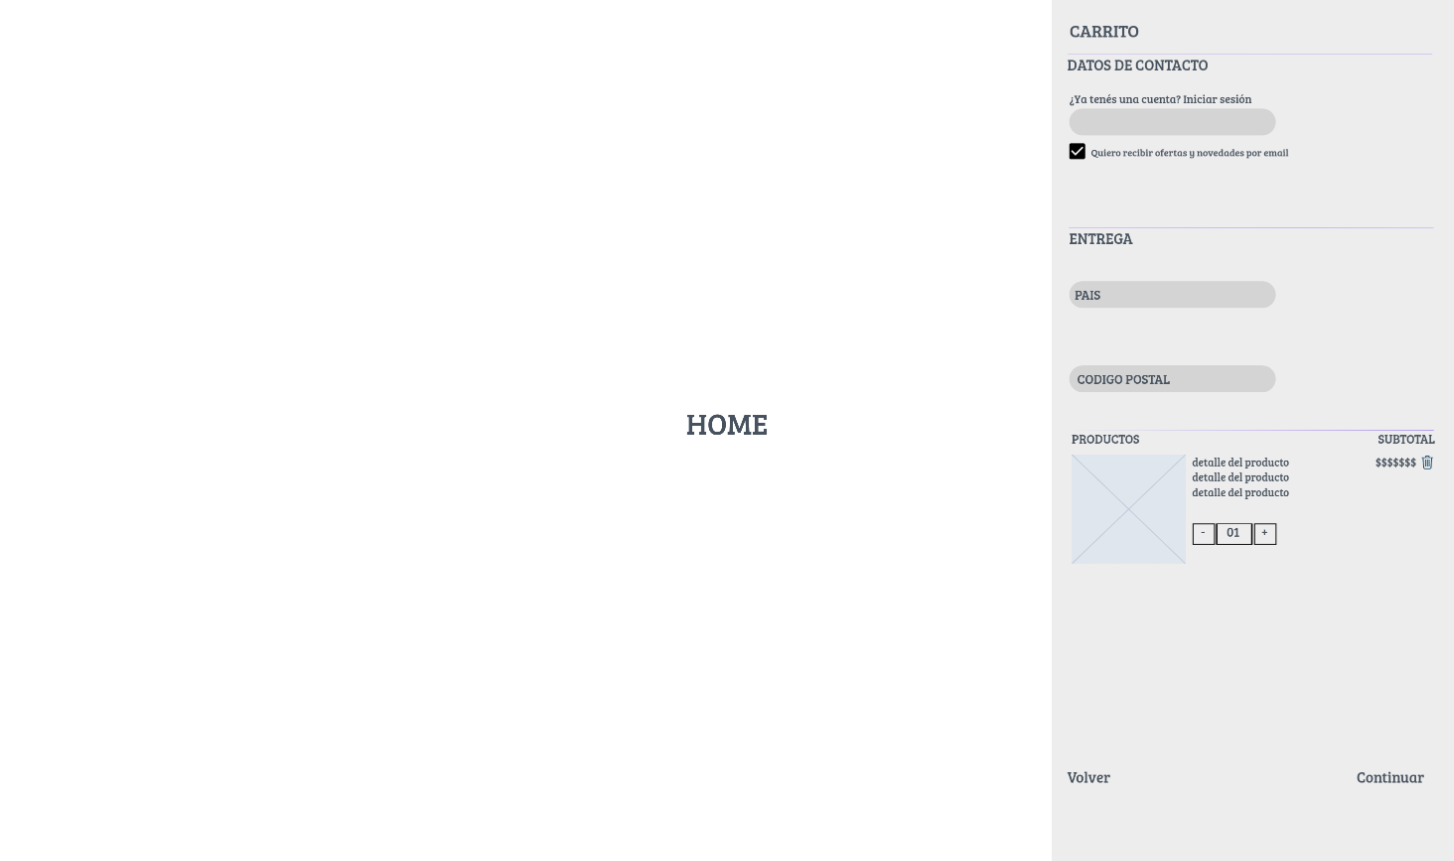 CARRITO
DATOS DE CONTACTO
¿Ya tenés una cuenta? Iniciar sesión
Quiero recibir ofertas y novedades por email
ENTREGA
PAIS
CODIGO POSTAL
HOME
PRODUCTOS SUBTOTAL
detalle del producto $$$$$$$
detalle del producto
detalle del producto
- 01 +
Volver Continuar